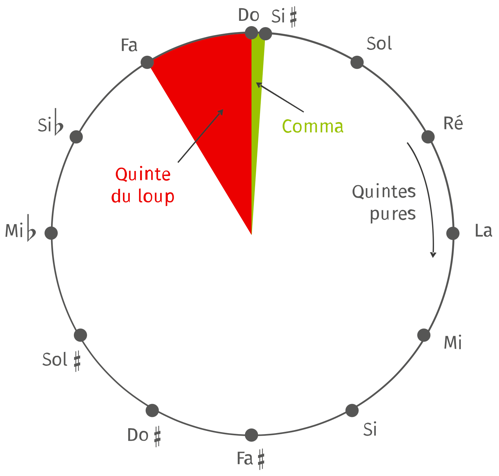 Do
Si♯
Fa
Sol
Si♭
Ré
Comma
Quinte
du loup
Quintes
pures
Mi♭
La
Sol♯
Mi
Do♯
Si
Fa♯